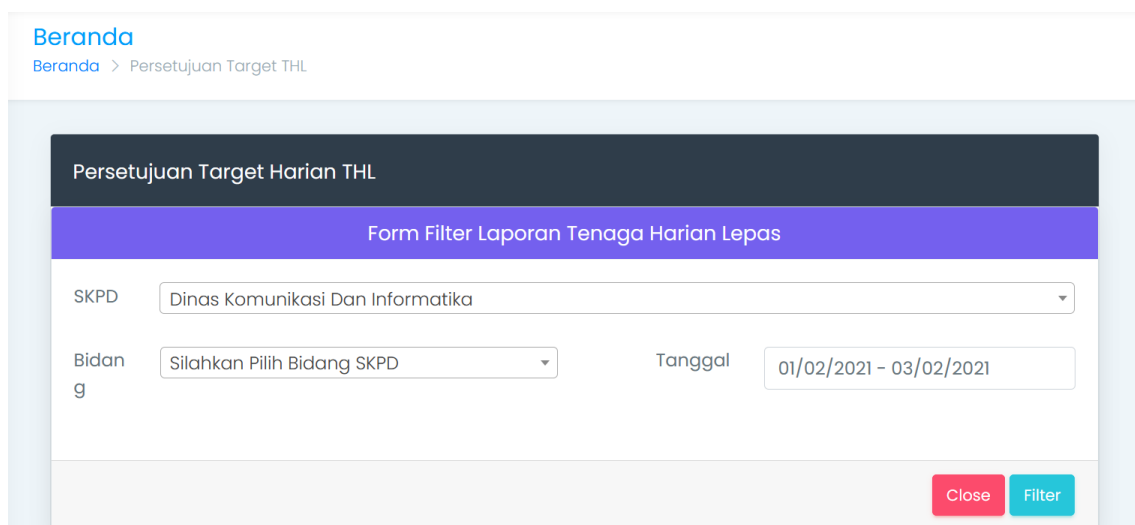 Beranda
Beranda > Persetujuan Target THL
Persetujuan Target Harian THL
Form Filter Laporan Tenaga Harian Lepas
SKPD Dinas Komunikasi Dan Informatika
Bidan Silahkan Pilih Bidang SKPD Tanggal 01/02/2021 - 03/02/2021
g
Close Filter